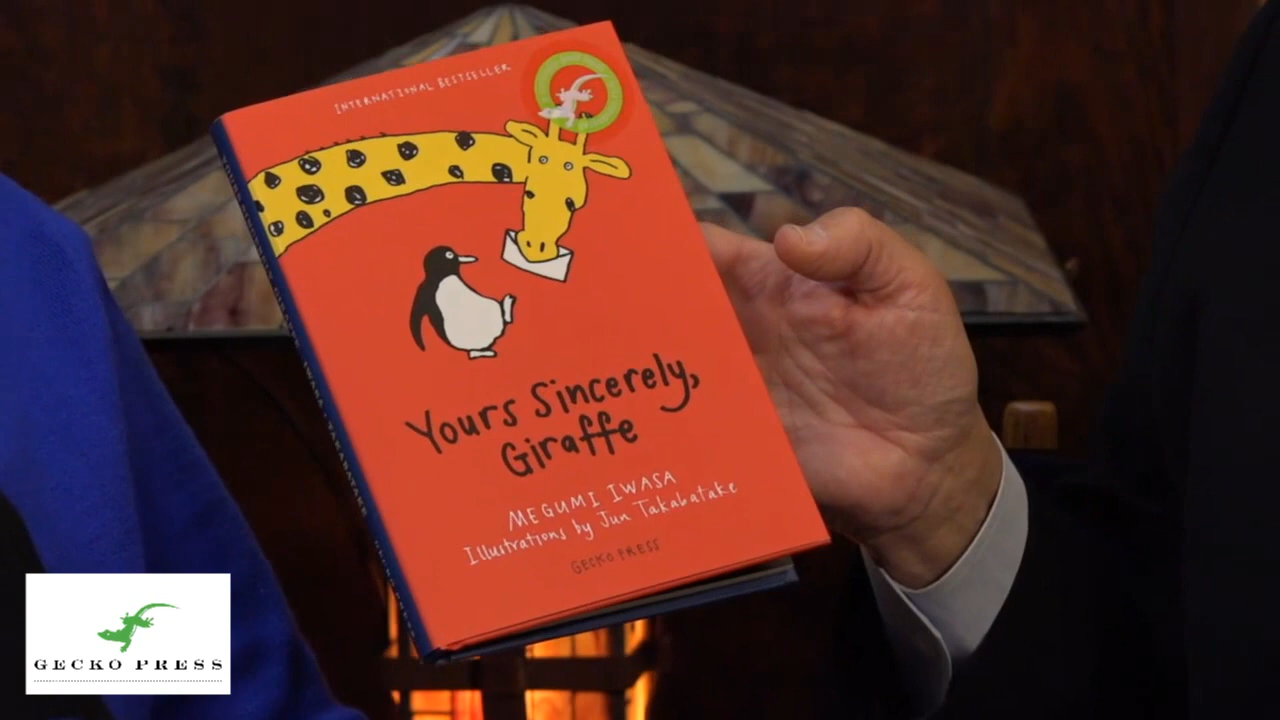 INTERNATIONAL BESTSELLER
Yours Sincerely,
Giraffe
MEGUMI IWASA
Illustrations by Jun Takabatake
GECKO PRESS
GECKO PRESS